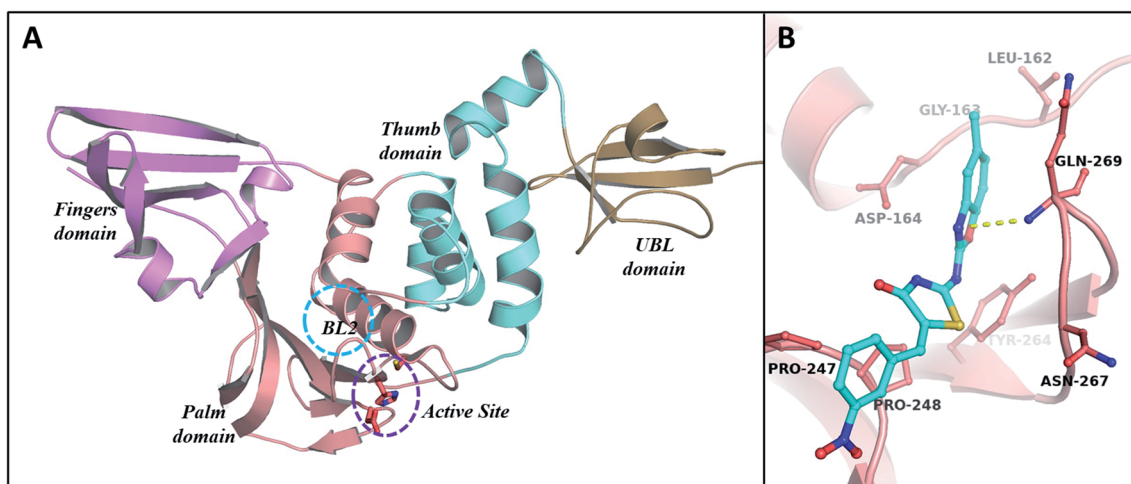 A
Thumb
domain
Fingers
domain
UBL
domain
BL2
Palm
domain
Active Site
B
LEU-162
GLY-163
GLN-269
ASP-164
TYR-264
PRO-247
ASN-267
PRO-248